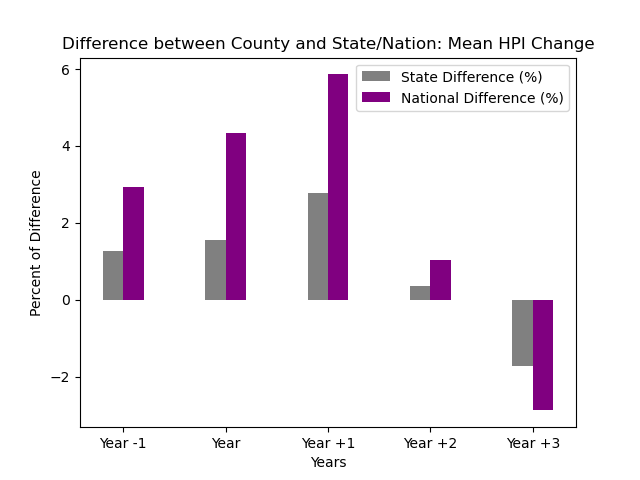 Difference between County and State/Nation: Mean HPI Change
State Difference (%)
National Difference (%)
Percent of Difference
6
4
2
0
−2
Year -1
Year
Year +1
Year +2
Year +3
Years